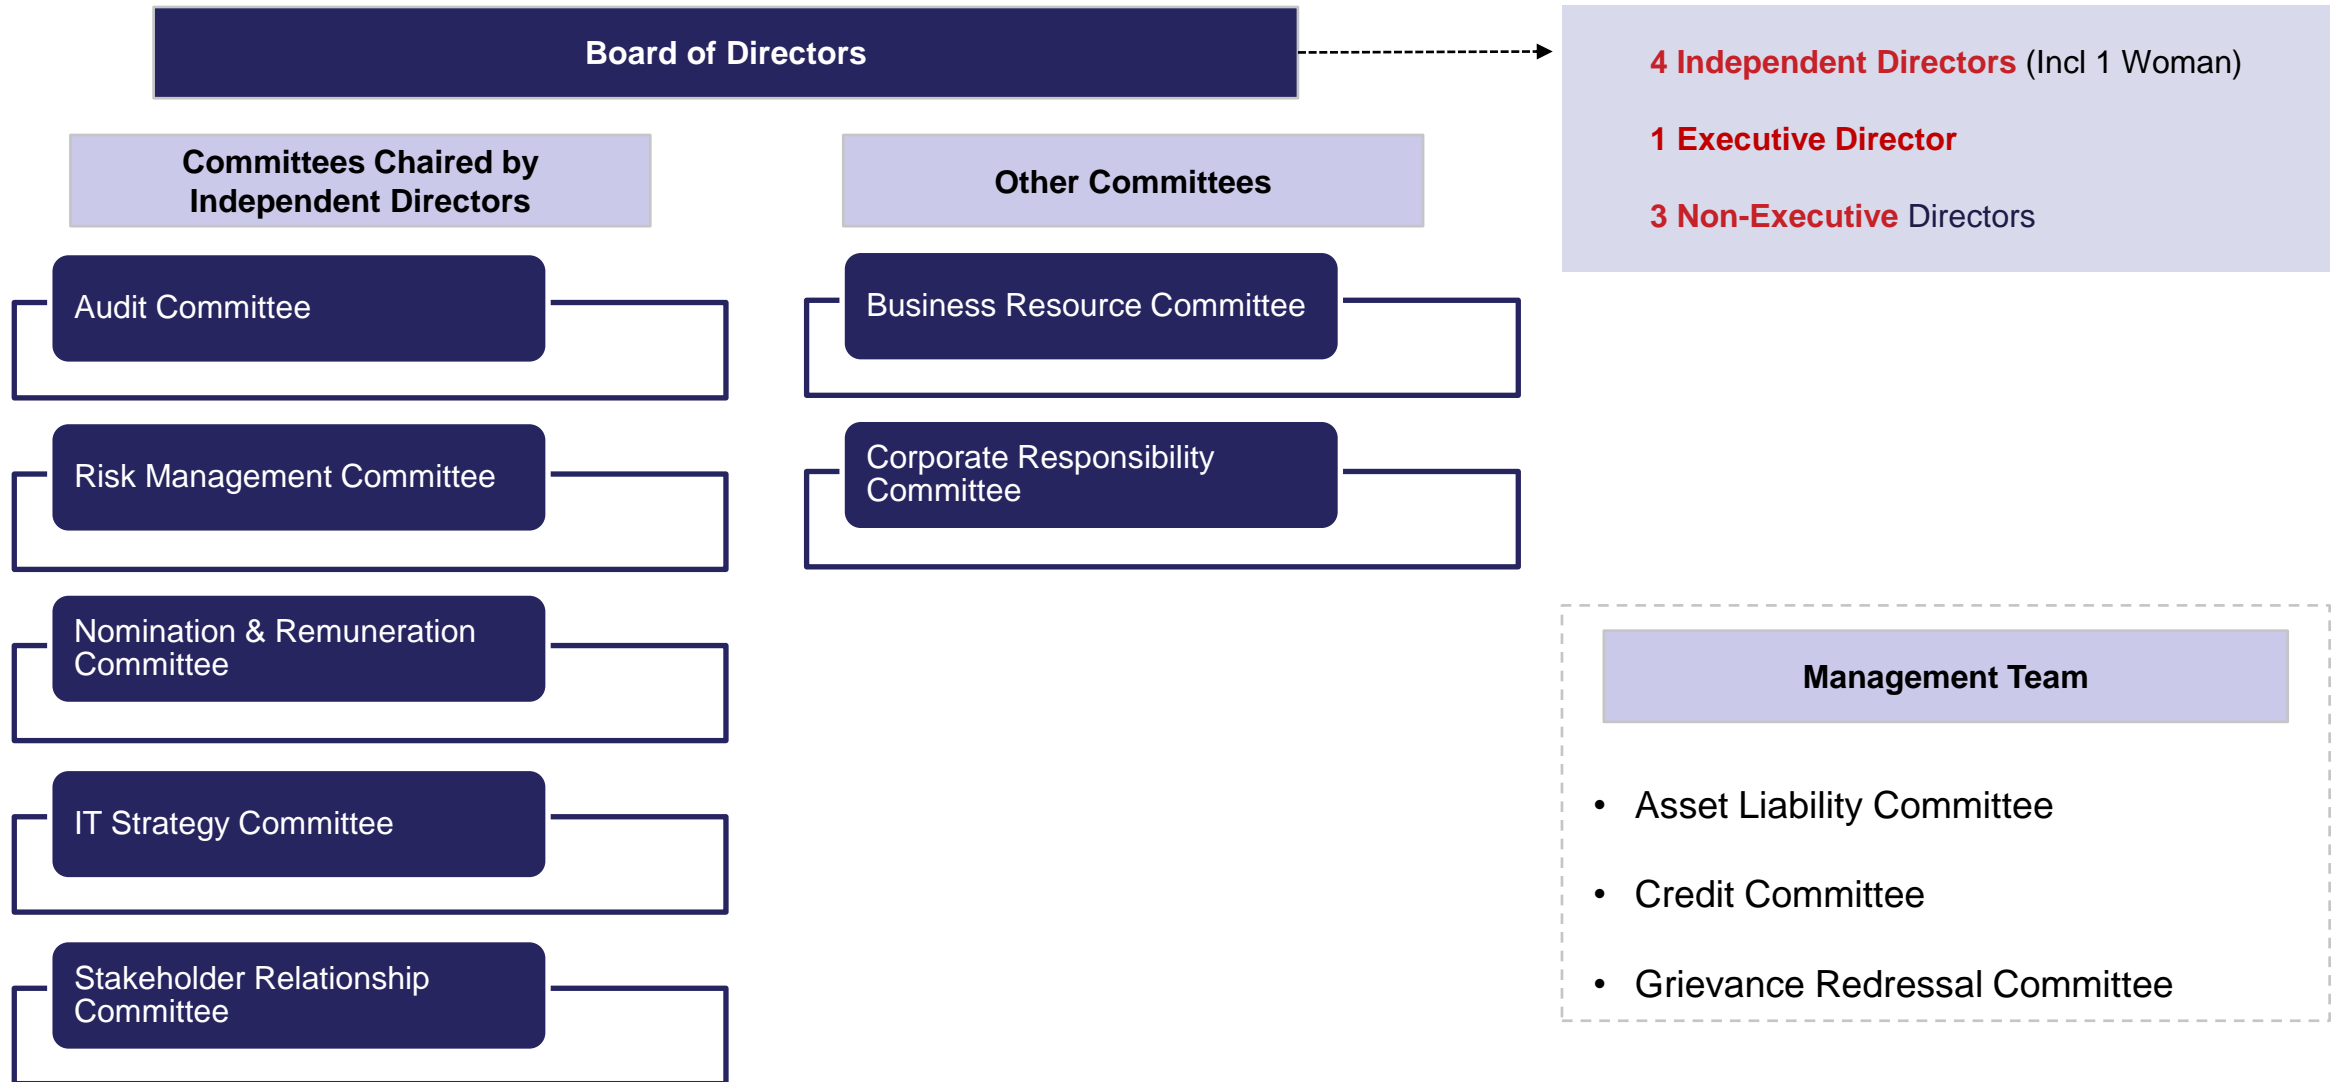 Board of Directors
4 Independent Directors (Incl 1 Woman)
1 Executive Director
3 Non-Executive Directors
Committees Chaired by
Independent Directors
Audit Committee
Risk Management Committee
Nomination & Remuneration
Committee
IT Strategy Committee
Stakeholder Relationship
Committee
Other Committees
Business Resource Committee
Corporate Responsibility
Committee
Management Team
• Asset Liability Committee
• Credit Committee
• Grievance Redressal Committee